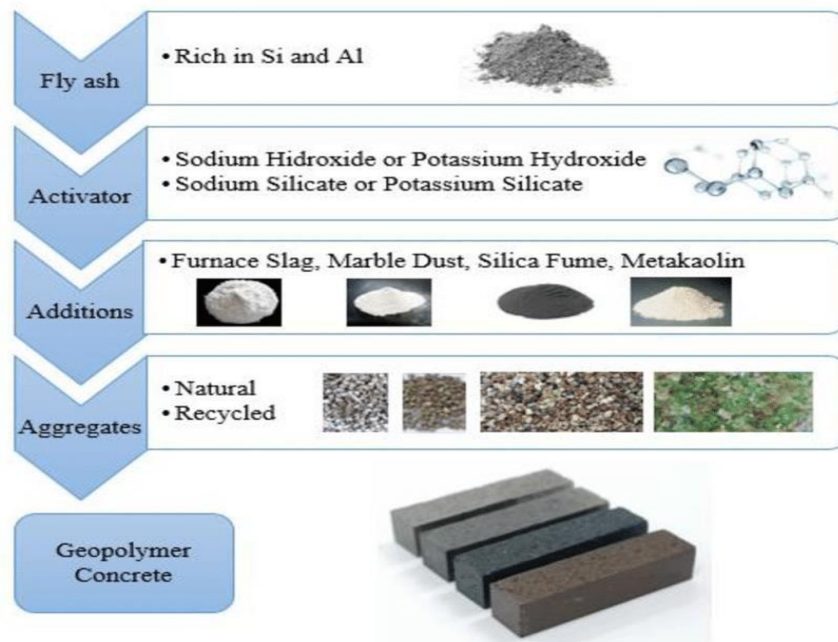 Fly ash
• Rich in Si and Al
Activator
• Sodium Hidroxide or Potassium Hydroxide
• Sodium Silicate or Potassium Silicate
Additions
• Furnace Slag, Marble Dust, Silica Fume, Metakaolin
Aggregates
• Natural
• Recycled
Geopolymer
Concrete